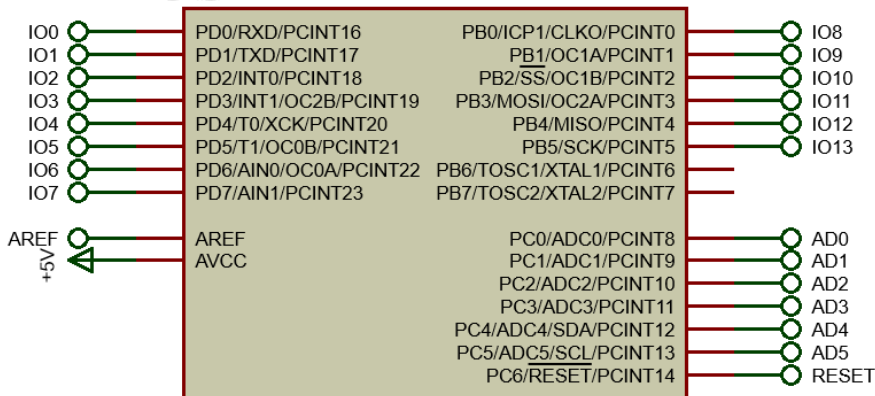 IO0 PD0/RXD/PCINT16 PB0/ICP1/CLKO/PCINT0 IO8
IO1 PD1/TXD/PCINT17 PB1/OC1A/PCINT1 IO9
IO2 PD2/INT0/PCINT18 PB2/SS/OC1B/PCINT2 IO10
IO3 PD3/INT1/OC2B/PCINT19 PB3/MOSI/OC2A/PCINT3 IO11
IO4 PD4/T0/XCK/PCINT20 PB4/MISO/PCINT4 IO12
IO5 PD5/T1/OC0B/PCINT21 PB5/SCK/PCINT5 IO13
IO6 PD6/AIN0/OC0A/PCINT22 PB6/TOSC1/XTAL1/PCINT6
IO7 PD7/AIN1/PCINT23 PB7/TOSC2/XTAL2/PCINT7
AREF AREF PC0/ADC0/PCINT8 AD0
+5V AVCC PC1/ADC1/PCINT9 AD1
PC2/ADC2/PCINT10 AD2
PC3/ADC3/PCINT11 AD3
PC4/ADC4/SDA/PCINT12 AD4
PC5/ADC5/SCL/PCINT13 AD5
PC6/RESET/PCINT14 RESET